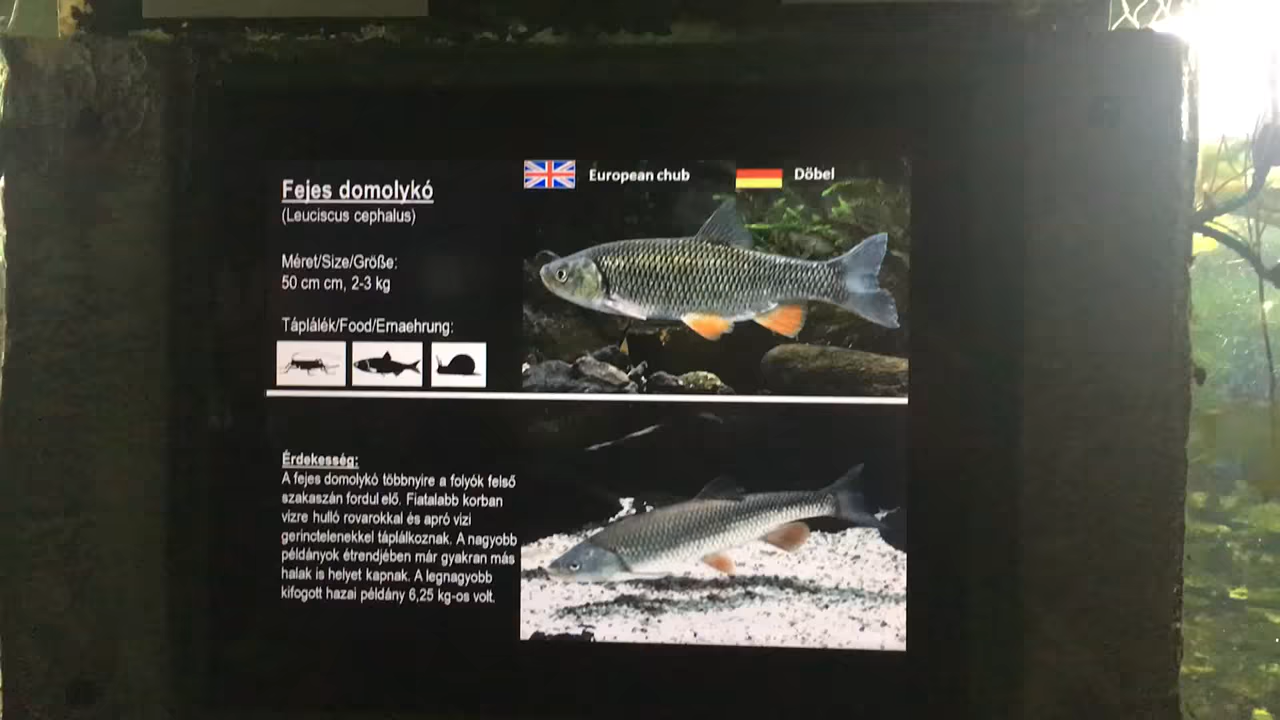 Fejes domolykó
(Leuciscus cephalus)
Méret/Size/Größe:
50 cm cm, 2-3 kg
Táplálék/Food/Ernaehrung:
European chub
Döbel
Érdekesség:
A fejes domolykó többnyire a folyók felső
szakaszán fordul elő. Fiatalabb korban
vizre hulló rovarokkal és apró vizi
gerinctelenekkel táplálkoznak. A nagyobb
példányok étrendjében már gyakran más
halak is helyet kapnak. A legnagyobb
kifogott hazai példány 6,25 kg-os volt.